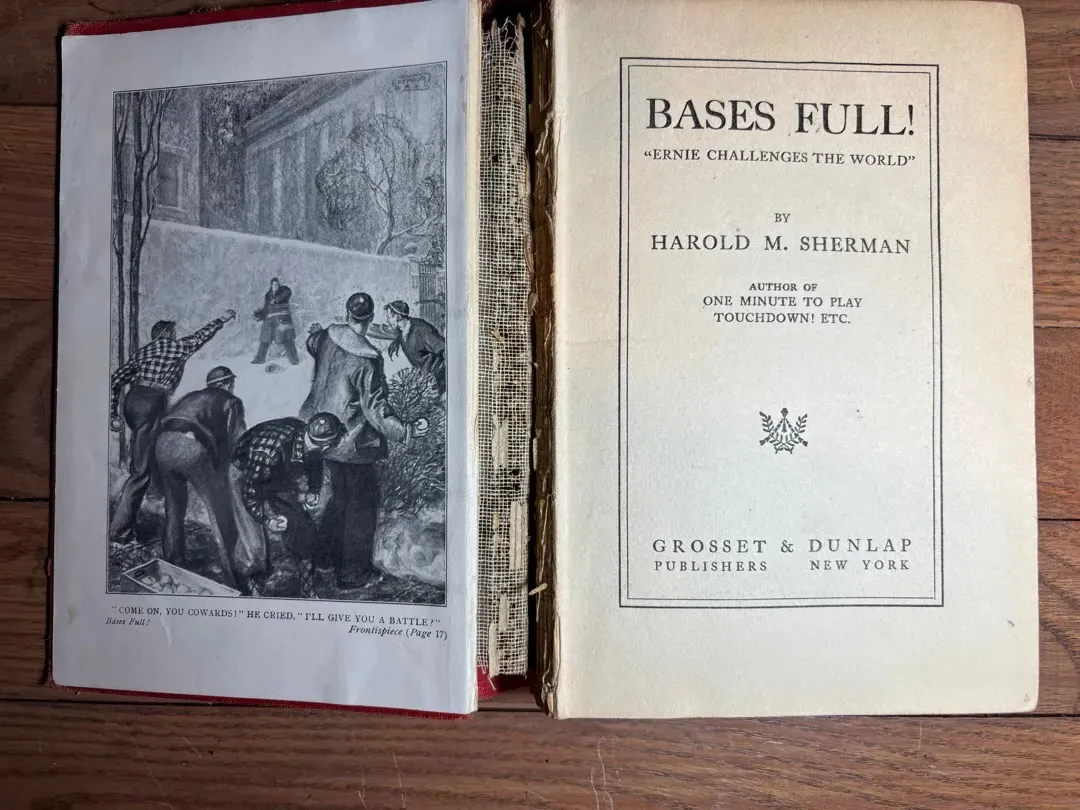 "COME ON, YOU COWARDS!" HE CRIED, "I'LL GIVE YOU A BATTLE?"
Bases Full!
Frontispiece (Page 17)
BASES FULL!
"ERNIE CHALLENGES THE WORLD"
BY
HAROLD M. SHERMAN
AUTHOR OF
ONE MINUTE TO PLAY
TOUCHDOWN! ETC.
GROSSET & DUNLAP
PUBLISHERS NEW YORK